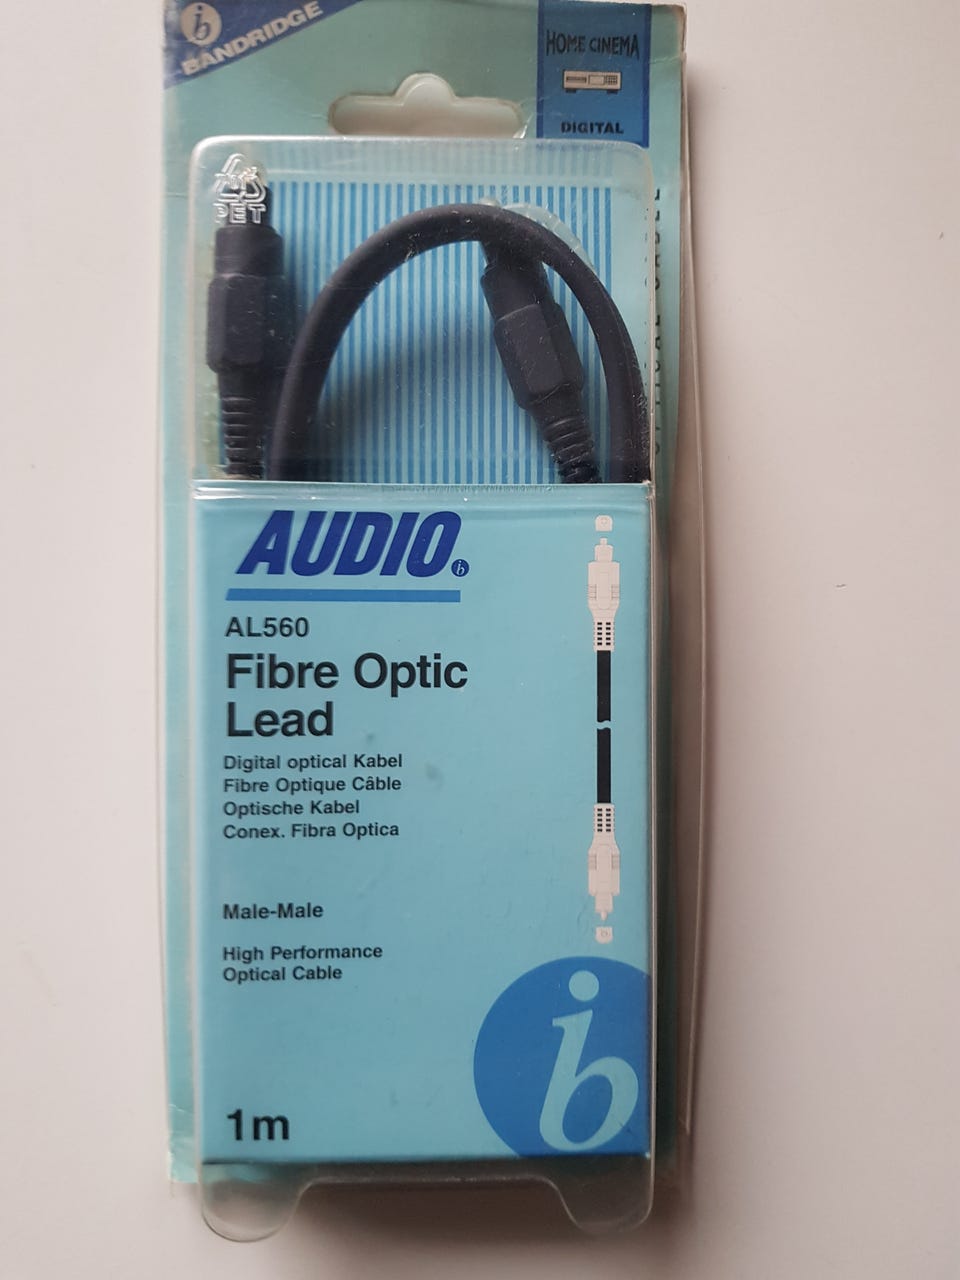 BANDRIDGE
HOME CINEMA
DIGITAL
PET
AUDIO
AL560
Fibre Optic
Lead
Digital optical Kabel
Fibre Optique Câble
Optische Kabel
Conex. Fibra Optica
Male-Male
High Performance
Optical Cable
1m
b